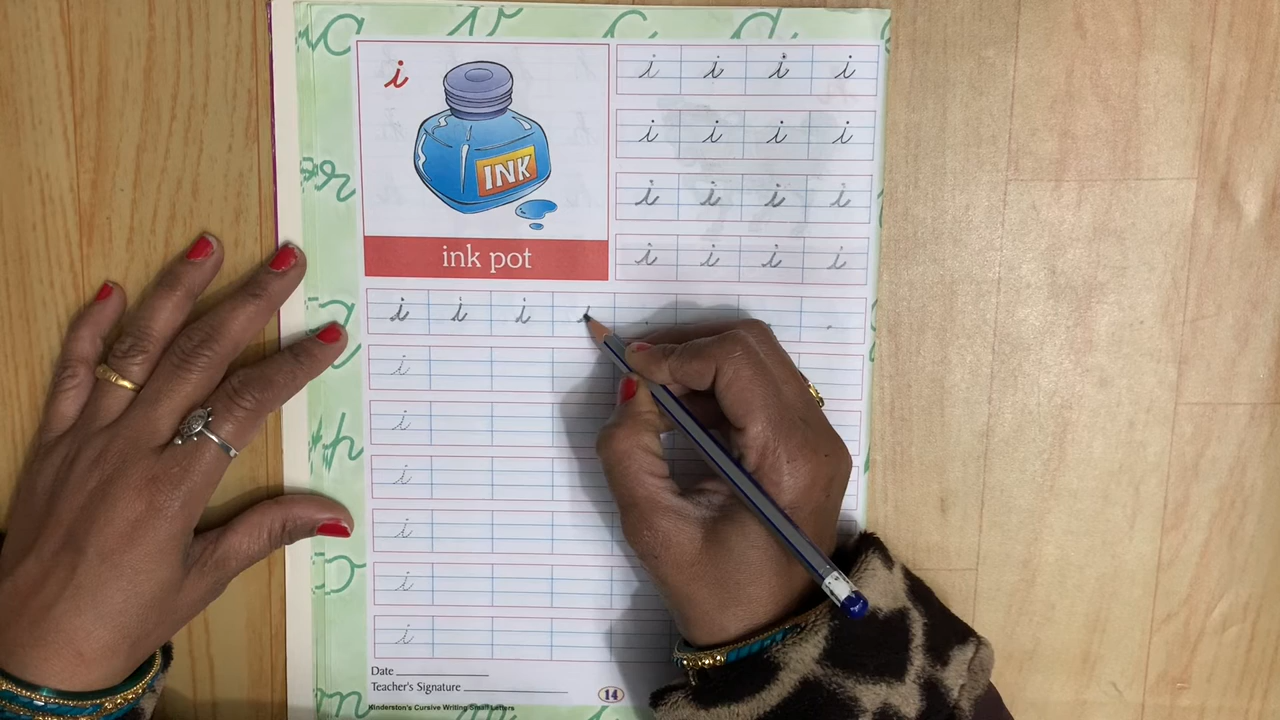 i
INK
ink pot
i i i i
i i i i
i i i i
i i i i
i i i i
i
i
i
i
i
i
Date
Teacher's Signature
14
Kinderston's Cursive Writing Small Letters